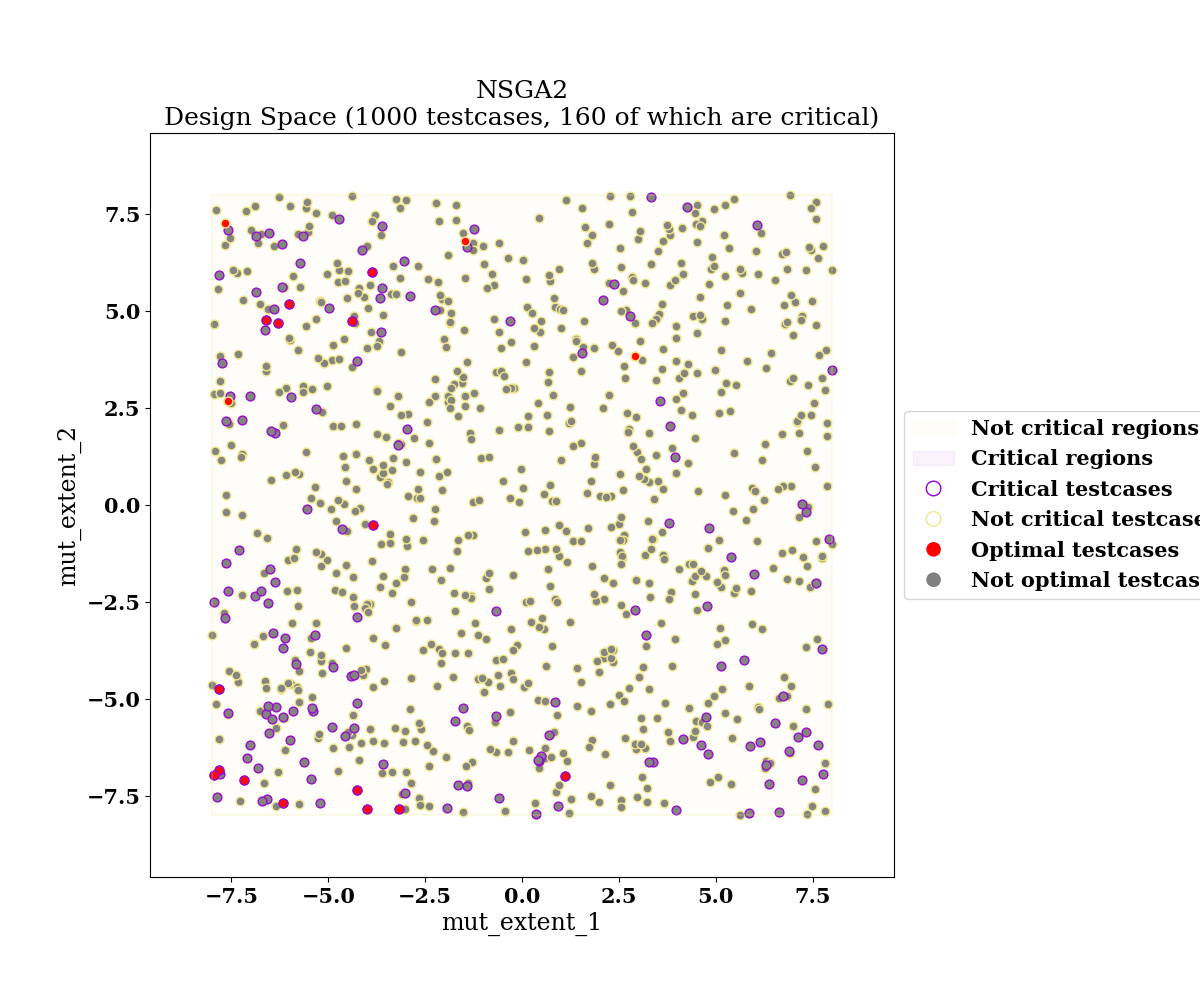 NSGA2
Design Space (1000 testcases, 160 of which are critical)
mut_extent_2
7.5
5.0
2.5
0.0
−2.5
−5.0
−7.5
−7.5 −5.0 −2.5 0.0 2.5 5.0 7.5
mut_extent_1
Not critical regions
Critical regions
Critical testcases
Not critical testcase
Optimal testcases
Not optimal testcas